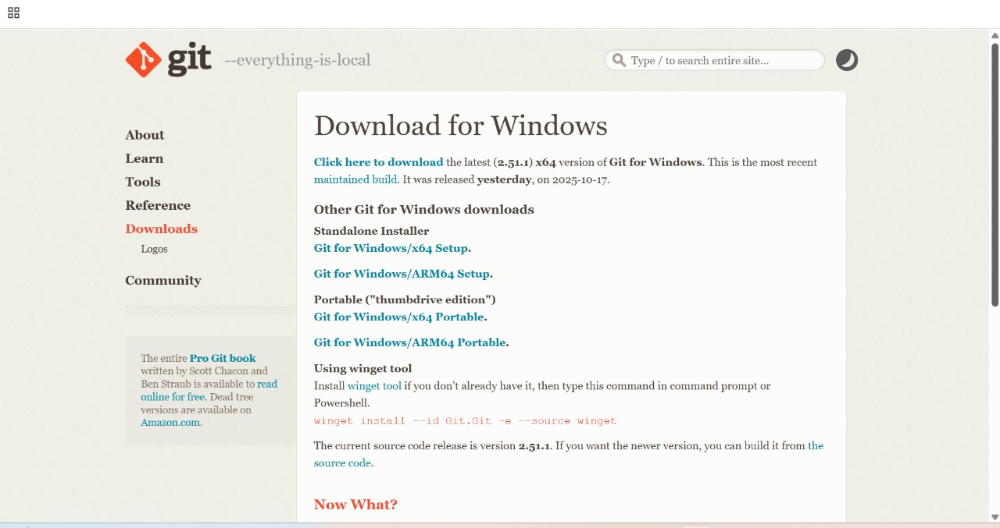 git --everything-is-local
Type / to search entire site...
About
Learn
Tools
Reference
Downloads
Logos
Community
The entire Pro Git book
written by Scott Chacon and
Ben Straub is available to read
online for free. Dead tree
versions are available on
Amazon.com.
Download for Windows
Click here to download the latest (2.51.1) x64 version of Git for Windows. This is the most recent
maintained build. It was released yesterday, on 2025-10-17.
Other Git for Windows downloads
Standalone Installer
Git for Windows/x64 Setup.
Git for Windows/ARM64 Setup.
Portable ("thumbdrive edition")
Git for Windows/x64 Portable.
Git for Windows/ARM64 Portable.
Using winget tool
Install winget tool if you don't already have it, then type this command in command prompt or
Powershell.
winget install --id Git.Git -e --source winget
The current source code release is version 2.51.1. If you want the newer version, you can build it from the
source code.
Now What?